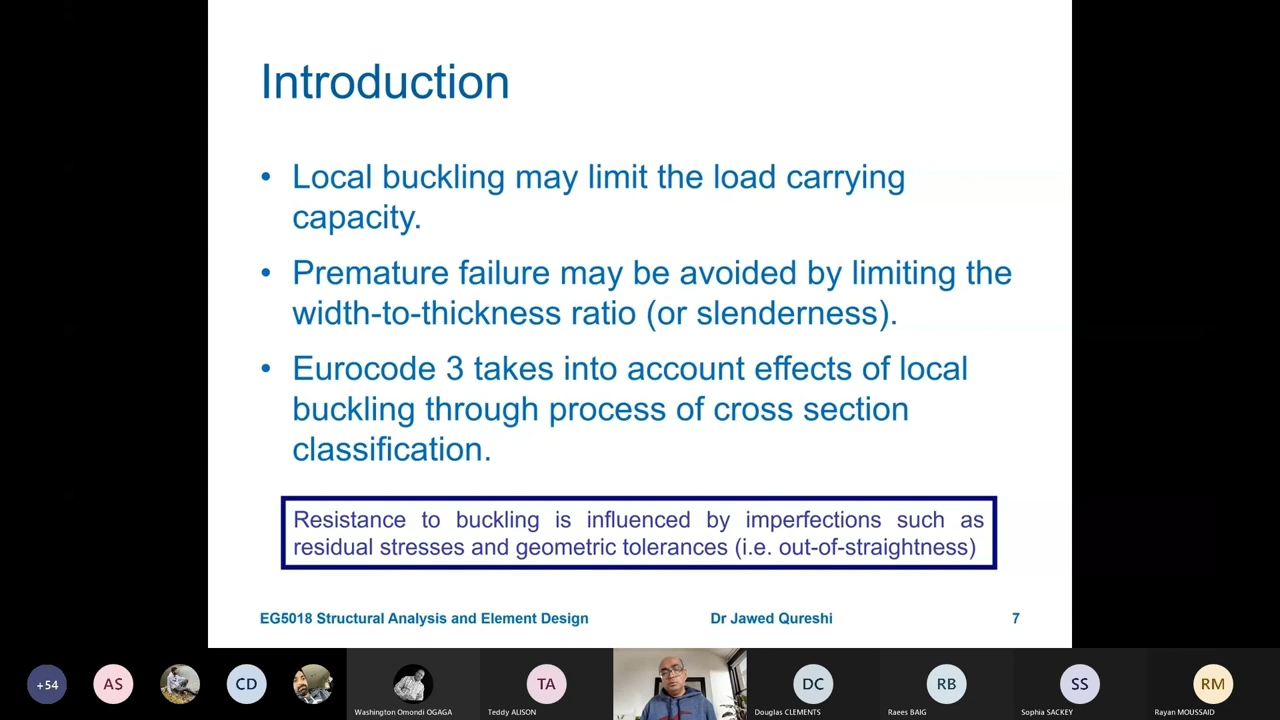 Introduction
• Local buckling may limit the load carrying
capacity.
• Premature failure may be avoided by limiting the
width-to-thickness ratio (or slenderness).
• Eurocode 3 takes into account effects of local
buckling through process of cross section
classification.
Resistance to buckling is influenced by imperfections such as
residual stresses and geometric tolerances (i.e. out-of-straightness)
EG5018 Structural Analysis and Element Design Dr Jawed Qureshi 7
+54 AS CD TA DC RB SS RM
Washington Omondi OGAGA Teddy ALISON Douglas CLEMENTS Raees BAIG Sophia SACKEY Rayan MOUSSAID